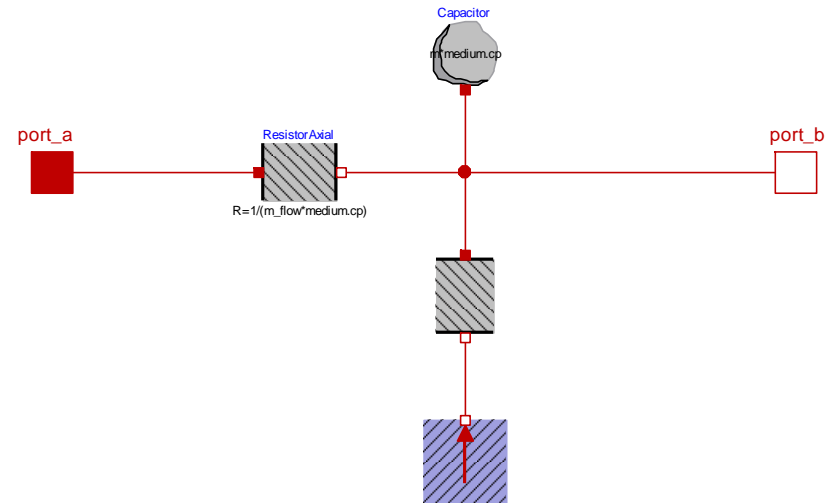 Capacitor
m*medium.cp
port_a
ResistorAxial
port_b
R=1/(m_flow*medium.cp)